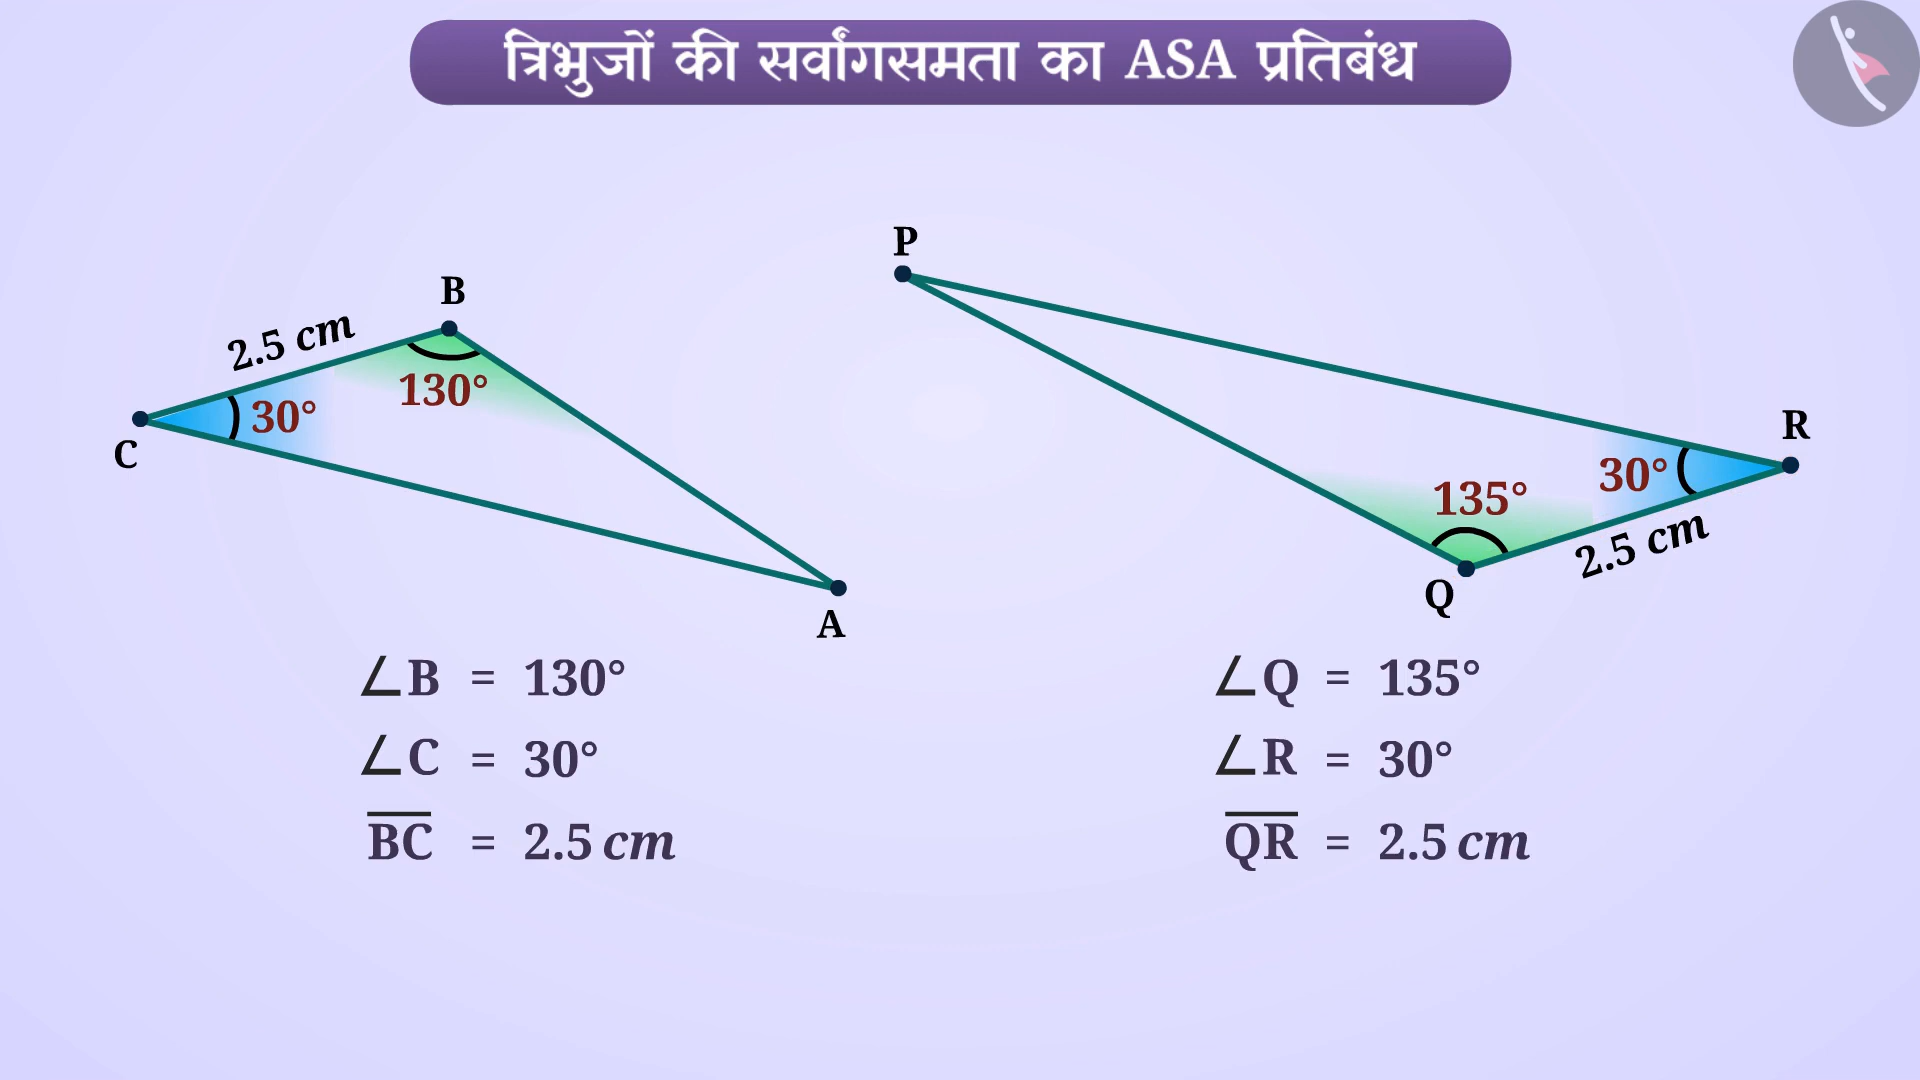 त्रिभुजों की सर्वांगसमता का ASA प्रतिबंध
P
B
2.5 cm
130°
30°
C
R
30°
135°
2.5 cm
Q
A
∠B = 130°
∠C = 30°
BC = 2.5 cm
∠Q = 135°
∠R = 30°
QR = 2.5 cm